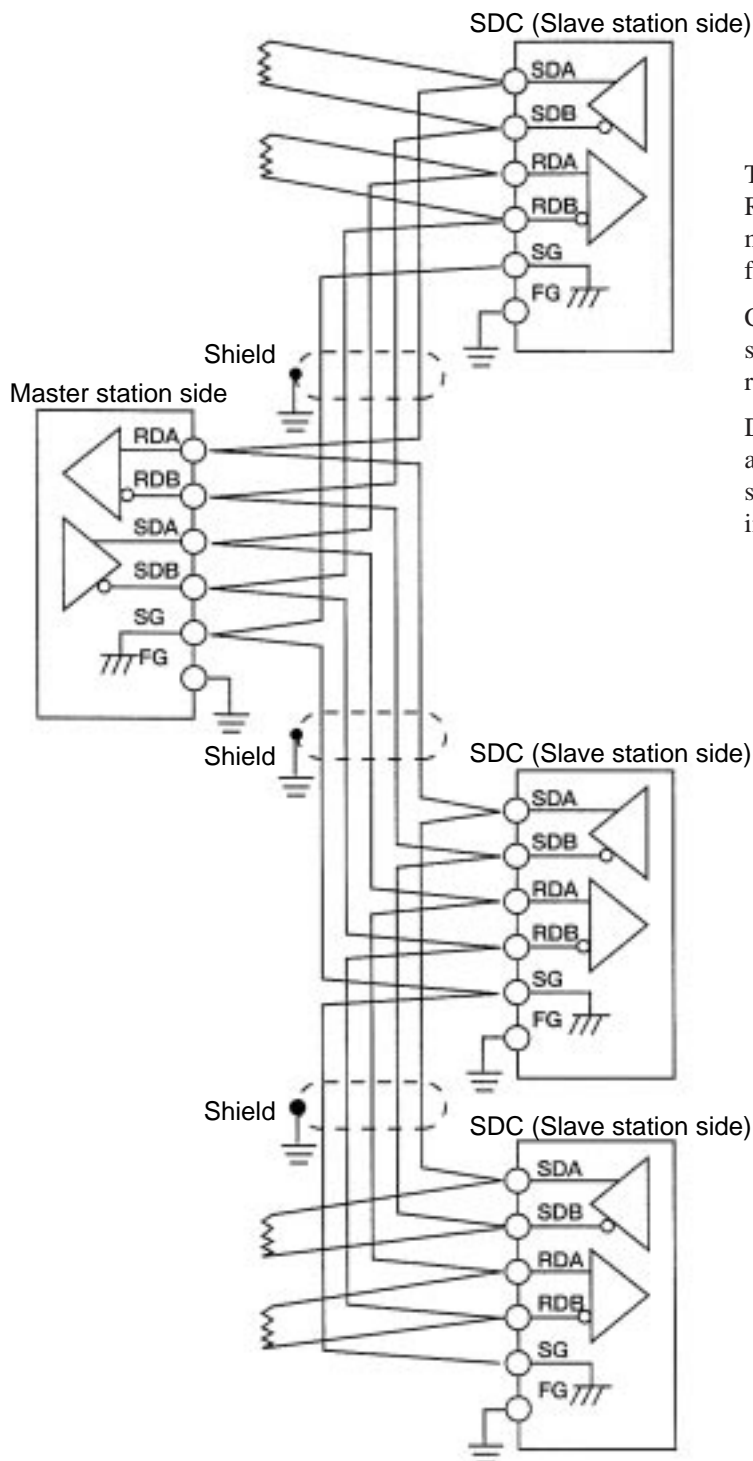 SDC (Slave station side)
SDA
SDB
RDA
RDB
SG
FG
Shield
Master station side
RDA
RDB
SDA
SDB
SG
FG
Shield
SDC (Slave station side)
SDA
SDB
RDA
RDB
SG
FG
Shield
SDC (Slave station side)
SDA
SDB
RDA
RDB
SG
FG